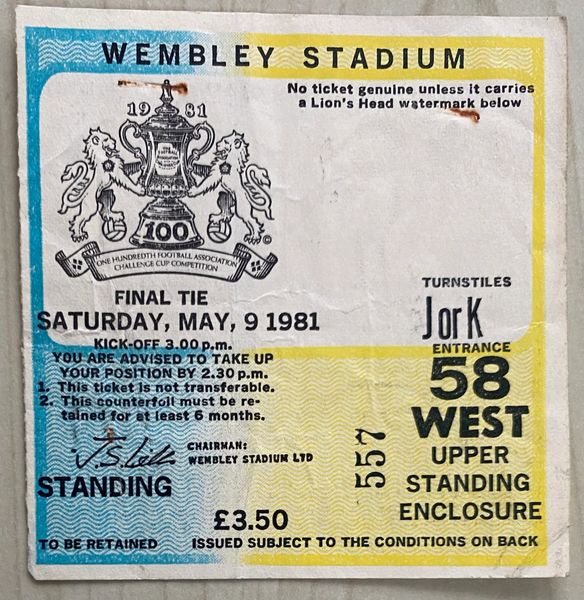 WEMBLEY STADIUM
No ticket genuine unless it carries
a Lion's Head watermark below
1981
100
ONE HUNDREDTH FOOTBALL ASSOCIATION
CHALLENGE CUP COMPETITION
FINAL TIE
SATURDAY, MAY, 9 1981
KICK-OFF 3.00 p.m.
YOU ARE ADVISED TO TAKE UP
YOUR POSITION BY 2.30 p.m.
1. This ticket is not transferable.
2. This counterfoil must be re-
tained for at least 6 months.
CHAIRMAN:
WEMBLEY STADIUM LTD
STANDING
£3.50
TURNSTILES
J or K
ENTRANCE
58
WEST
UPPER
STANDING
ENCLOSURE
557
TO BE RETAINED ISSUED SUBJECT TO THE CONDITIONS ON BACK